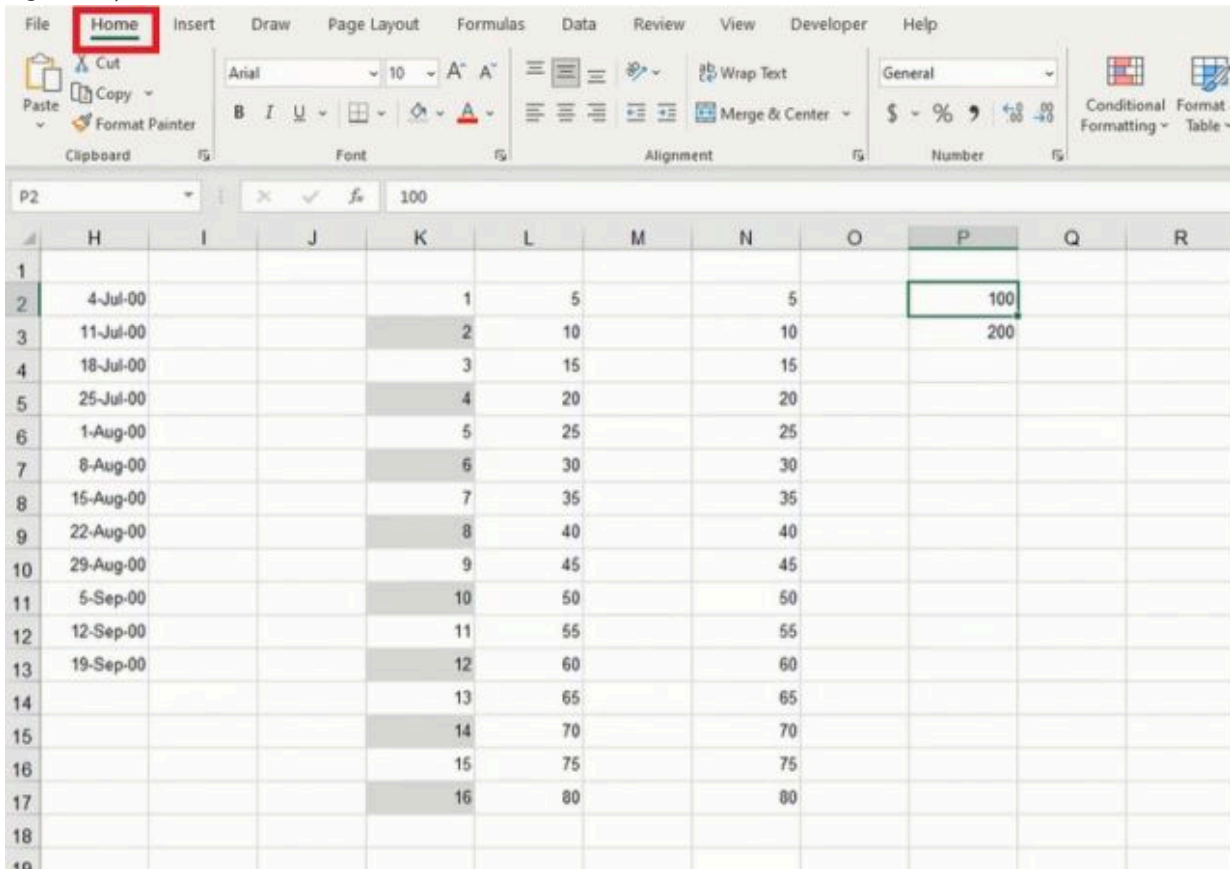 File Home Insert Draw Page Layout Formulas Data Review View Developer Help
Cut
Copy
Format Painter
Paste
Arial 10 A A
B I U A
ab Wrap Text
Merge & Center
General
$ % 9 .00
Conditional Formatting
Format Table
Clipboard Font Alignment Number
P2 fx 100
H I J K L M N O P Q R
1
2 4-Jul-00 1 5 5 100
3 11-Jul-00 2 10 10 200
4 18-Jul-00 3 15 15
5 25-Jul-00 4 20 20
6 1-Aug-00 5 25 25
7 8-Aug-00 6 30 30
8 15-Aug-00 7 35 35
9 22-Aug-00 8 40 40
10 29-Aug-00 9 45 45
11 5-Sep-00 10 50 50
12 12-Sep-00 11 55 55
13 19-Sep-00 12 60 60
14 13 65 65
15 14 70 70
16 15 75 75
17 16 80 80
18